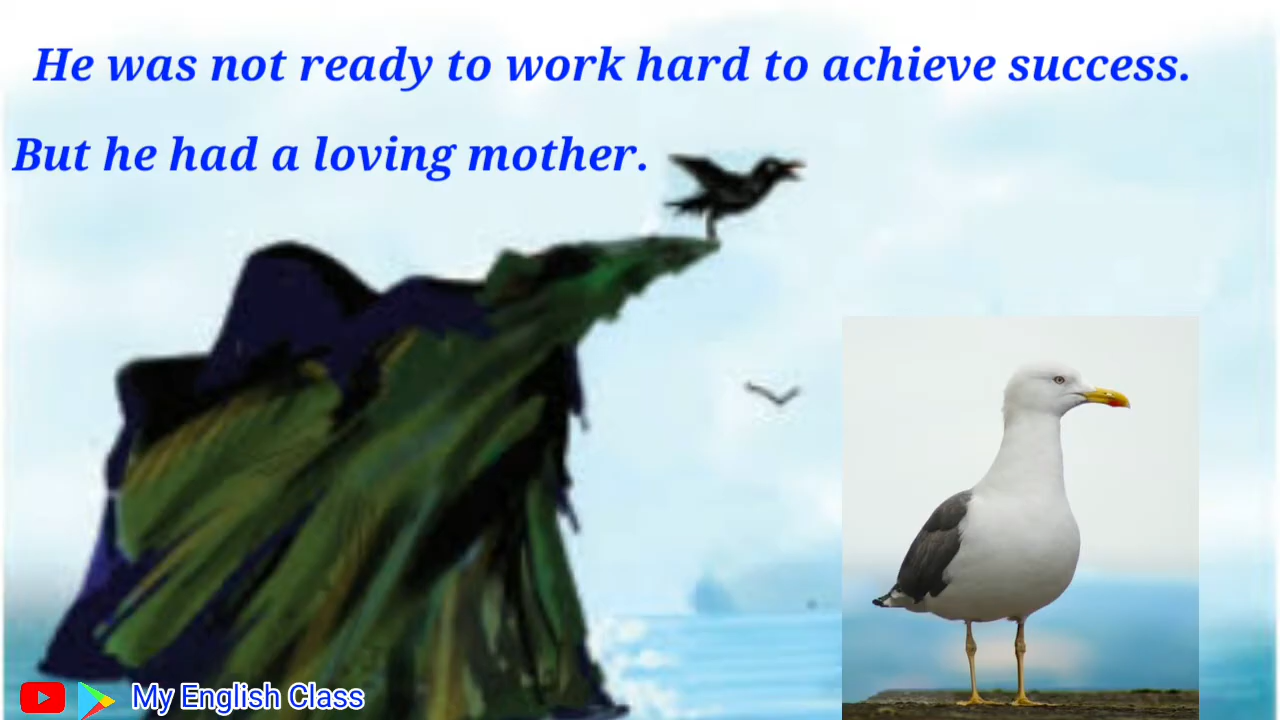 He was not ready to work hard to achieve success.
But he had a loving mother.
My English Class